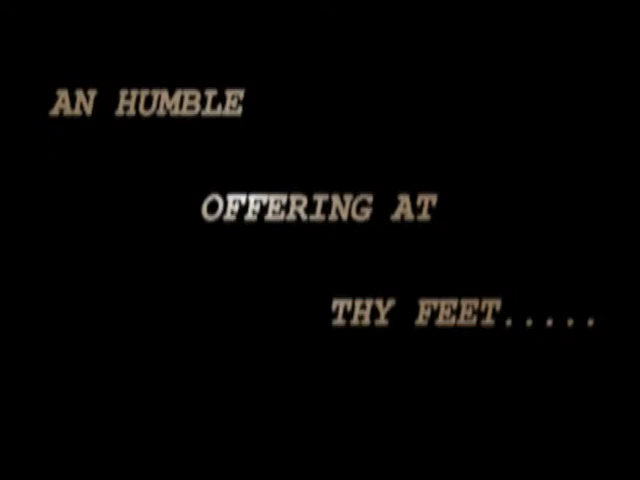 AN HUMBLE
OFFERING AT
THY FEET.....